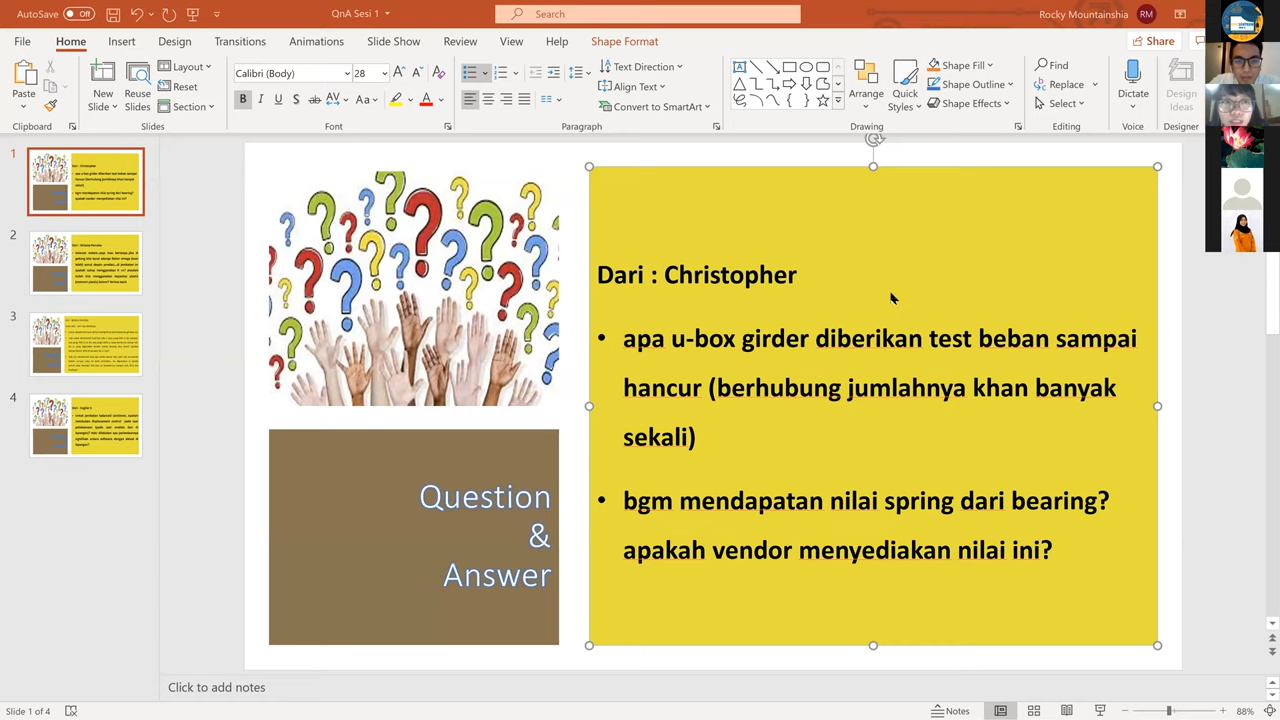 AutoSave Off
QnA Sesi 1
Search
Rocky Mountainshia RM
File Home Insert Draw Design Transitions Animations Slide Show Review View Help Shape Format
Share
Paste
New Slide
Reuse Slides
Layout
Reset
Section
Calibri (Body) 28
Text Direction
Align Text
Convert to SmartArt
Arrange
Quick Styles
Shape Fill
Shape Outline
Shape Effects
Find
Replace
Select
Dictate
Design Ideas
Clipboard Slides Font Paragraph Drawing Editing Voice Designer
1
2
3
4
Dari : Christopher
• apa u-box girder diberikan test beban sampai
hancur (berhubung jumlahnya khan banyak
sekali)
• bgm mendapatan nilai spring dari bearing?
apakah vendor menyediakan nilai ini?
Question
&
Answer
Click to add notes
Slide 1 of 4
Notes
88%